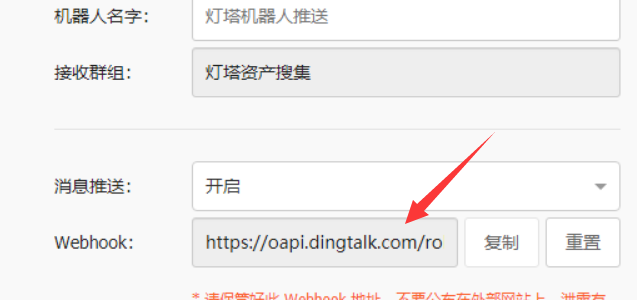 机器人名字： 灯塔机器人推送
接收群组： 灯塔资产搜集
消息推送： 开启
Webhook： https://oapi.dingtalk.com/ro 复制 重置
* 请保管好此 Webhook 地址，不要公布在外部网站上，泄露有